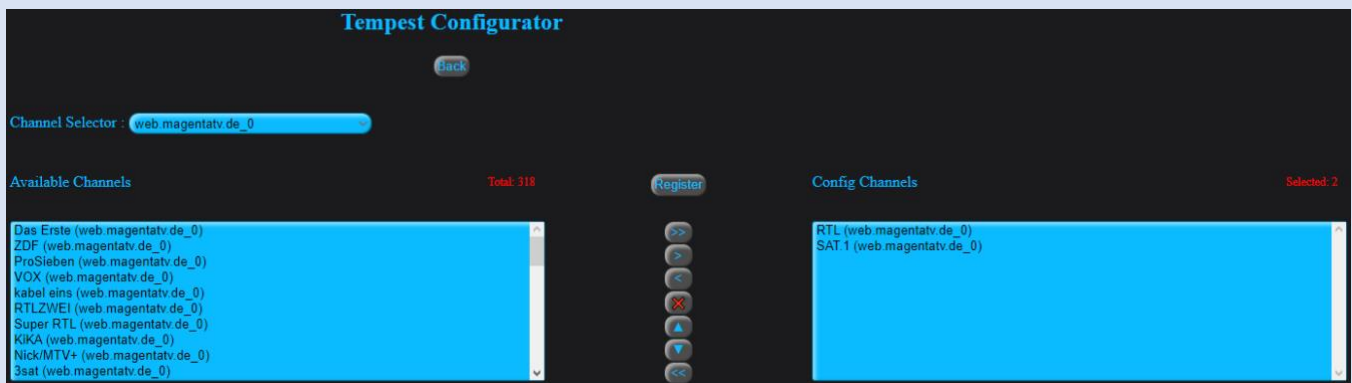 Tempest Configurator
Back
Channel Selector : web.magentatv.de_0
Available Channels
Total: 318
Register
Config Channels
Selected: 2
Das Erste (web.magentatv.de_0)
ZDF (web.magentatv.de_0)
ProSieben (web.magentatv.de_0)
VOX (web.magentatv.de_0)
kabel eins (web.magentatv.de_0)
RTLZWEI (web.magentatv.de_0)
Super RTL (web.magentatv.de_0)
KiKA (web.magentatv.de_0)
Nick/MTV+ (web.magentatv.de_0)
3sat (web.magentatv.de_0)
>>
>
<
<<
RTL (web.magentatv.de_0)
SAT.1 (web.magentatv.de_0)